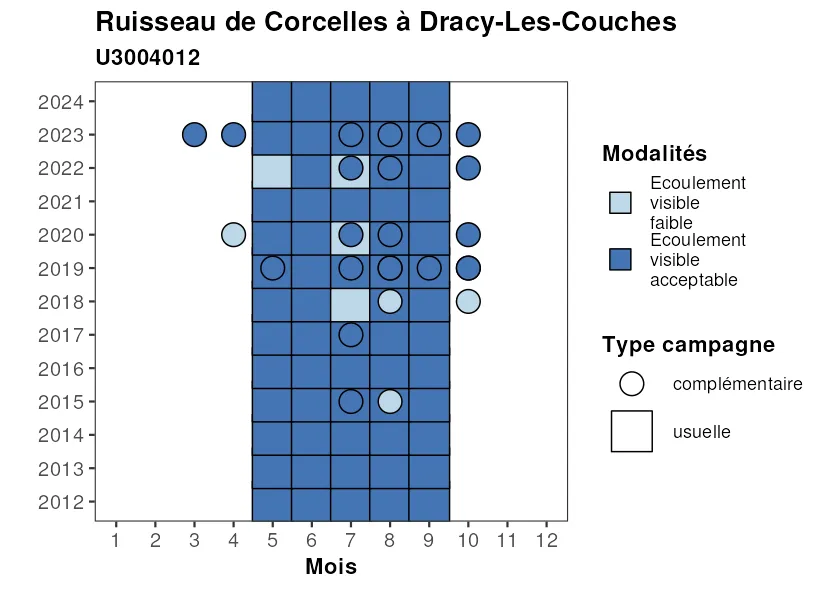 Ruisseau de Corcelles à Dracy-Les-Couches
U3004012
2024
2023
2022
2021
2020
2019
2018
2017
2016
2015
2014
2013
2012
1 2 3 4 5 6 7 8 9 10 11 12
Mois
Modalités
Ecoulement
visible
faible
Ecoulement
visible
acceptable
Type campagne
complémentaire
usuelle